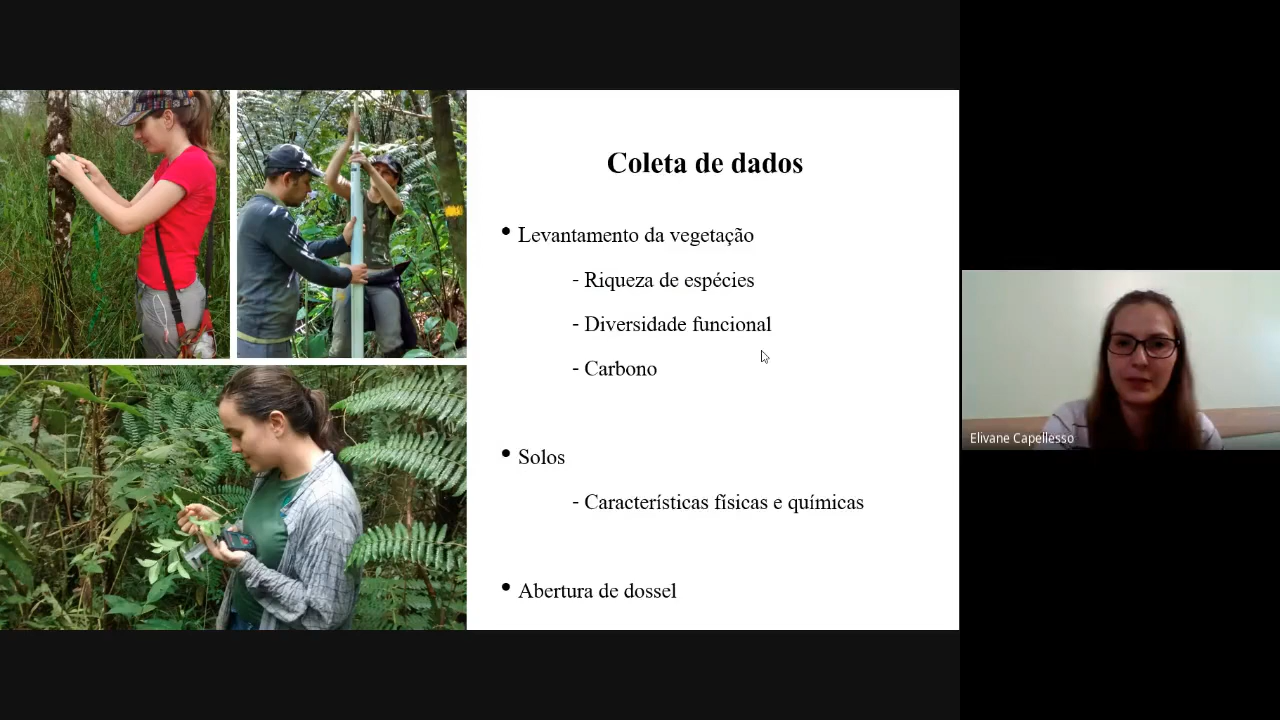 Coleta de dados
• Levantamento da vegetação
- Riqueza de espécies
- Diversidade funcional
- Carbono
• Solos
- Características físicas e químicas
• Abertura de dossel
Elivane Capellesso